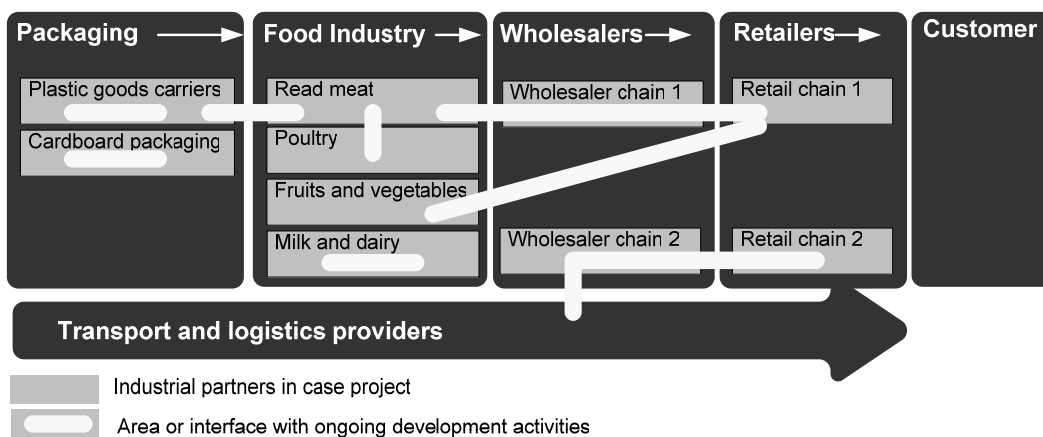 Packaging
Food Industry
Wholesalers
Retailers
Customer
Plastic goods carriers
Cardboard packaging
Read meat
Poultry
Fruits and vegetables
Milk and dairy
Wholesaler chain 1
Wholesaler chain 2
Retail chain 1
Retail chain 2
Transport and logistics providers
Industrial partners in case project
Area or interface with ongoing development activities